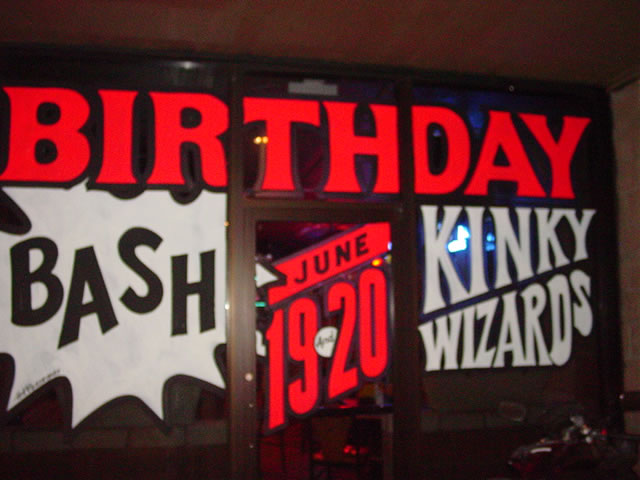 BIRTHDAY
BASH
JUNE
19 And 20
KINKY
WIZARDS